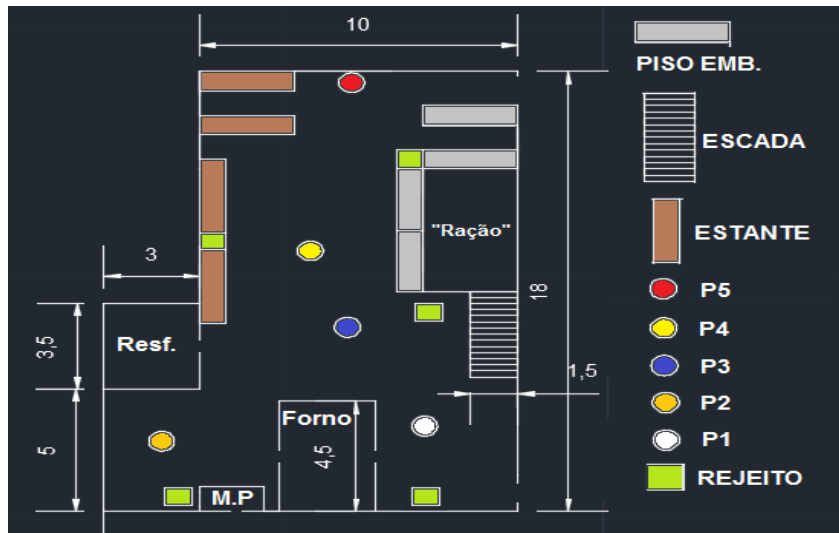 10
PISO EMB.
ESCADA
"Ração"
ESTANTE
3
18
P5
3,5
Resf.
P4
1,5
P3
Forno
P2
5
4,5
P1
M.P
REJEITO